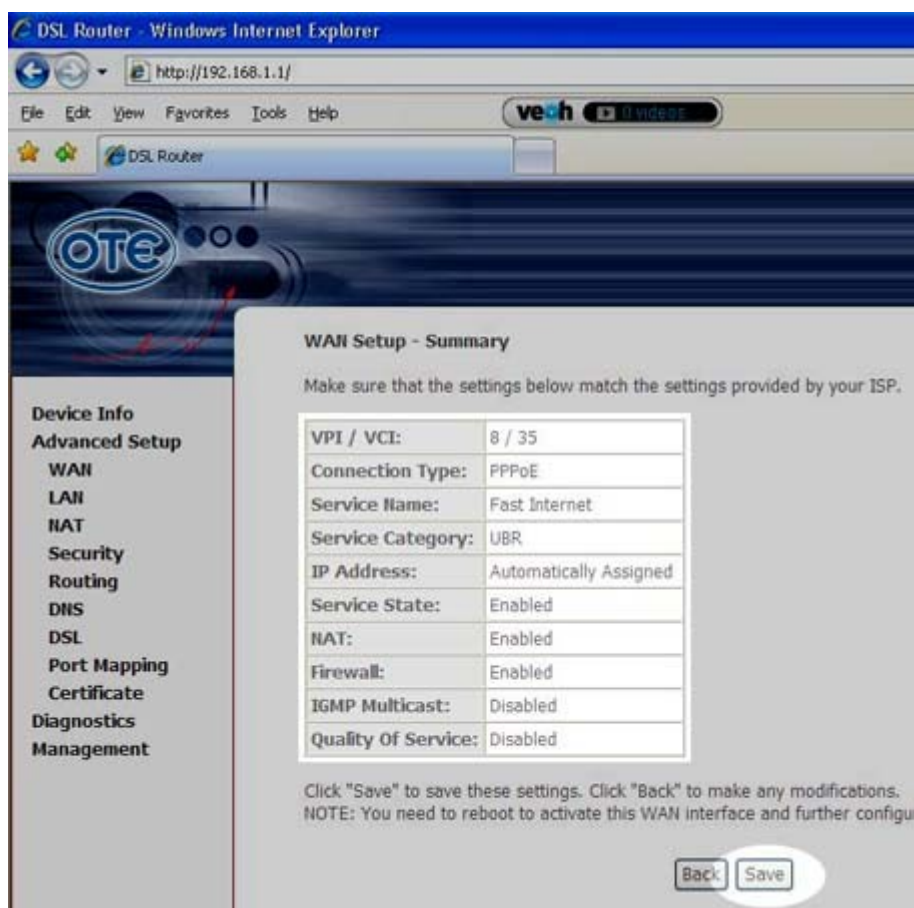 DSL Router - Windows Internet Explorer
http://192.168.1.1/
File Edit View Favorites Tools Help
veoh 0 videos
DSL Router
OTE
WAN Setup - Summary
Make sure that the settings below match the settings provided by your ISP.
Device Info
Advanced Setup
WAN
LAN
NAT
Security
Routing
DNS
DSL
Port Mapping
Certificate
Diagnostics
Management
VPI / VCI: 8 / 35
Connection Type: PPPoE
Service Name: Fast Internet
Service Category: UBR
IP Address: Automatically Assigned
Service State: Enabled
NAT: Enabled
Firewall: Enabled
IGMP Multicast: Disabled
Quality Of Service: Disabled
Click "Save" to save these settings. Click "Back" to make any modifications.
NOTE: You need to reboot to activate this WAN interface and further configu
Back Save